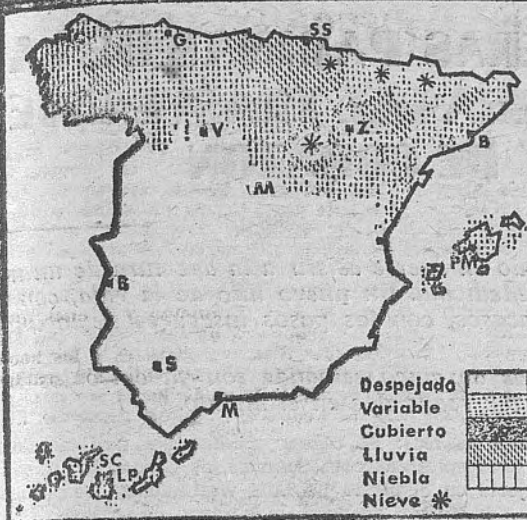 G
SS
V
Z
B
M
PM
B
S
M
SC
LP
Despejado
Variable
Cubierto
Lluvia
Niebla
Nieve *